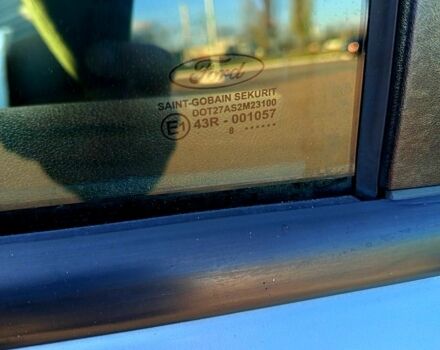 Ford
SAINT-GOBAIN SEKURIT
DOT27AS2M23100
E1 43R - 001057
8 ......